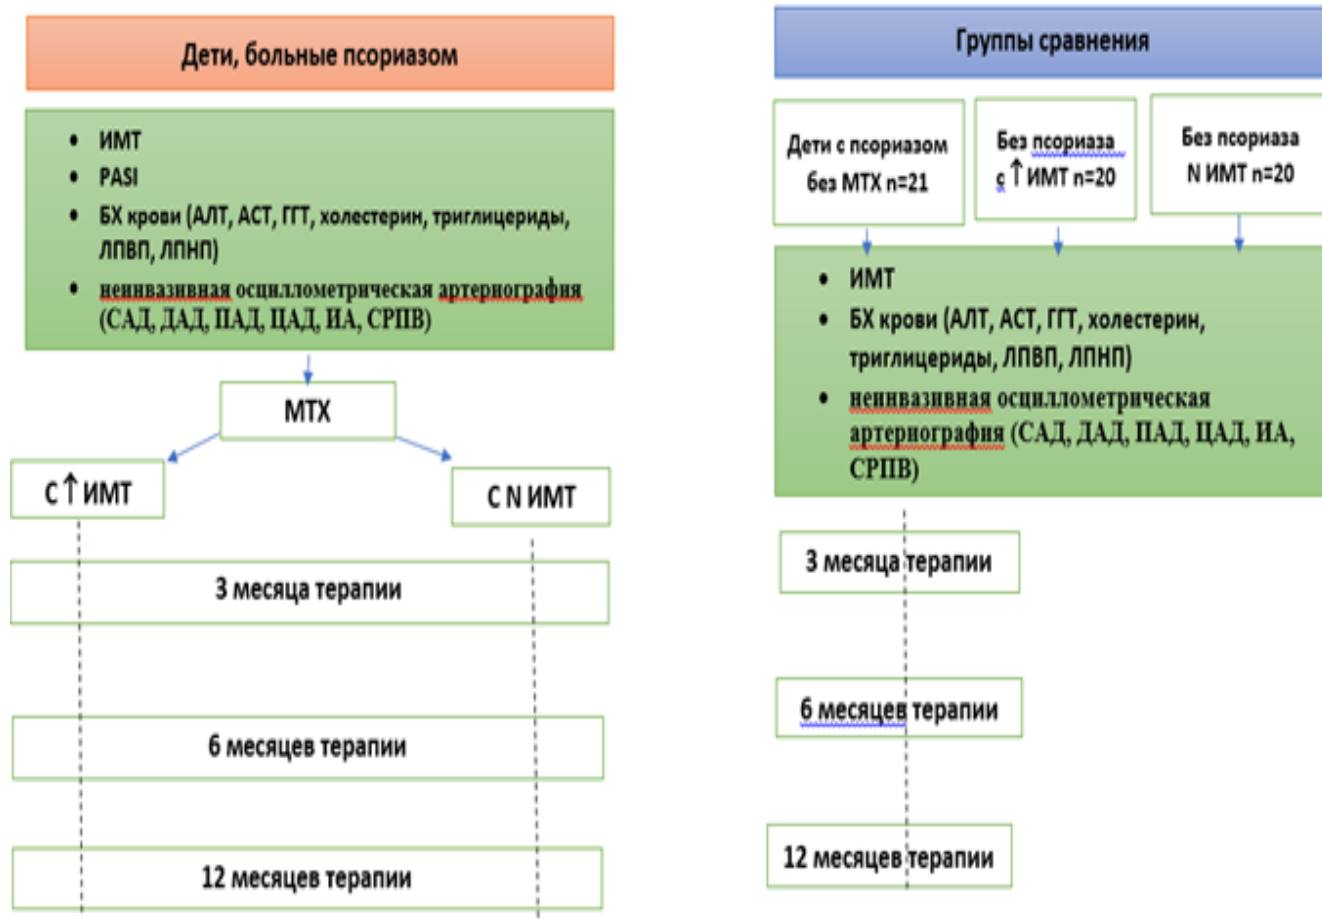 Дети, больные псориазом
• ИМТ
• PASI
• БХ крови (АЛТ, АСТ, ГГТ, холестерин, триглицериды,
ЛПВП, ЛПНП)
• неинвазивная осциллометрическая артернография
(САД, ДАД, ПАД, ЦАД, ИА, СРПВ)
МТХ
С ↑ ИМТ
С N ИМТ
3 месяца терапии
6 месяцев терапии
12 месяцев терапии
Группы сравнения
Дети с псориазом
без МТХ n=21
Без псориаза
с ↑ ИМТ n=20
Без псориаза
N ИМТ n=20
• ИМТ
• БХ крови (АЛТ, АСТ, ГГТ, холестерин,
триглицериды, ЛПВП, ЛПНП)
• неинвазивная осциллометрическая
артернография (САД, ДАД, ПАД, ЦАД, ИА,
СРПВ)
3 месяца терапии
6 месяцев терапии
12 месяцев терапии